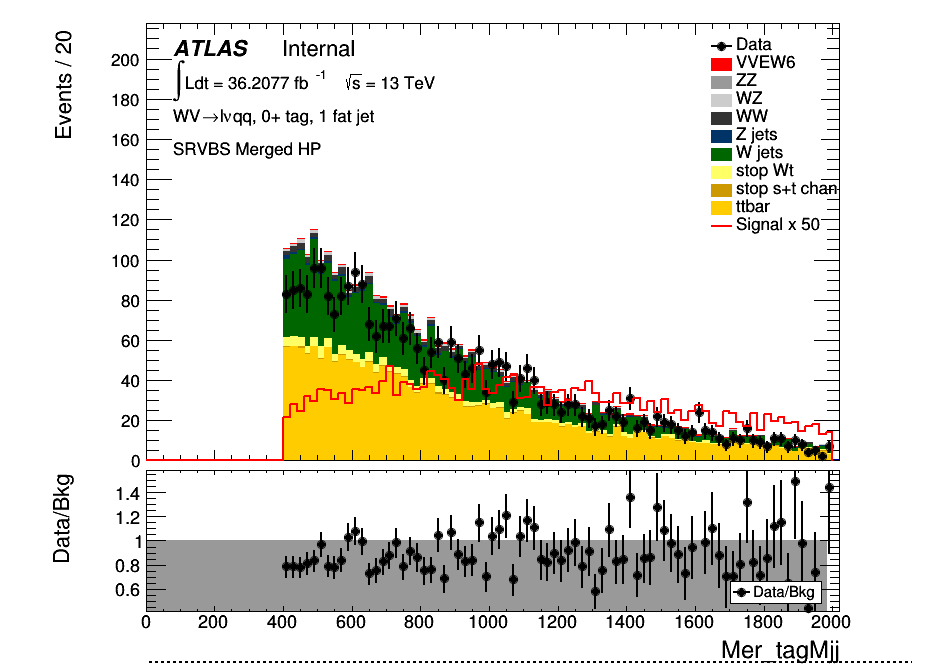 Events / 20
200
180
160
140
120
100
80
60
40
20
0
ATLAS Internal
∫Ldt = 36.2077 fb -1 √s = 13 TeV
WV→lνqq, 0+ tag, 1 fat jet
SRVBS Merged HP
Data
VVEW6
ZZ
WZ
WW
Z jets
W jets
stop Wt
stop s+t chan
ttbar
Signal x 50
Data/Bkg
1.4
1.2
1
0.8
0.6
Data/Bkg
0 200 400 600 800 1000 1200 1400 1600 1800 2000
Mer_tagMjj